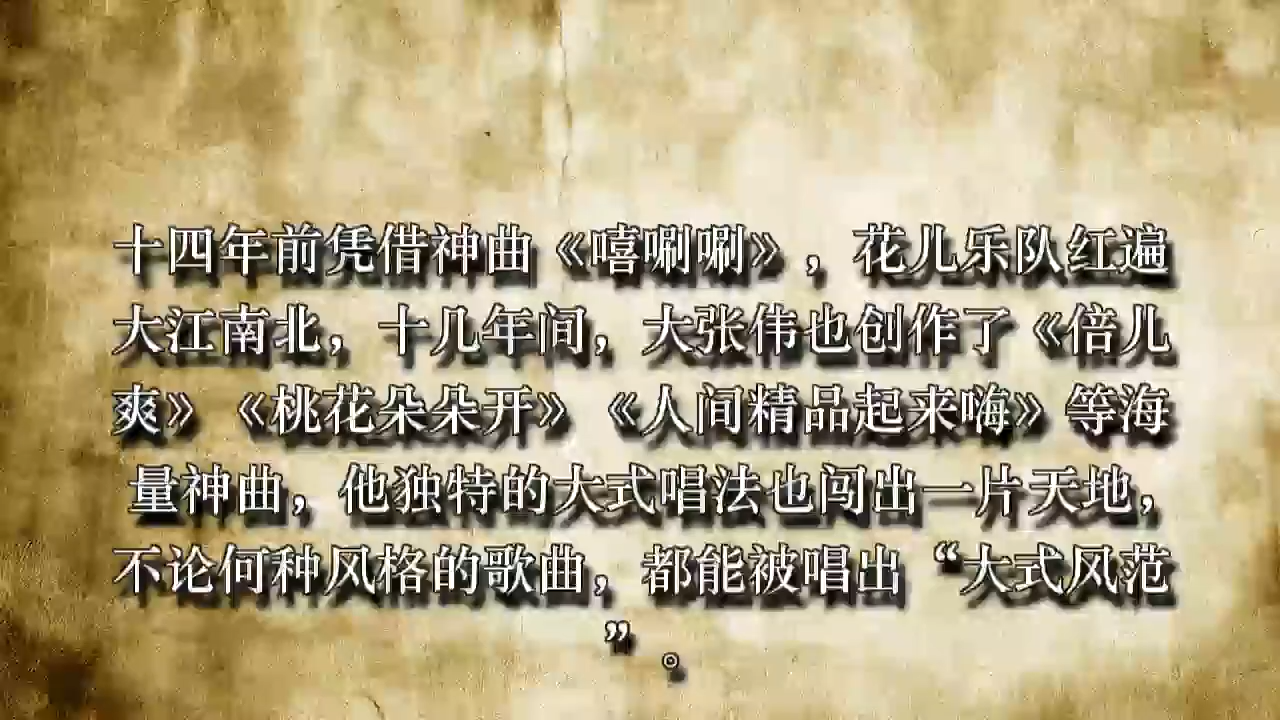 十四年前凭借神曲《嘻唰唰》，花儿乐队红遍
大江南北，十几年间，大张伟也创作了《倍儿
爽》《桃花朵朵开》《人间精品起来嗨》等海
量神曲，他独特的大式唱法也闯出一片天地，
不论何种风格的歌曲，都能被唱出“大式风范
”。